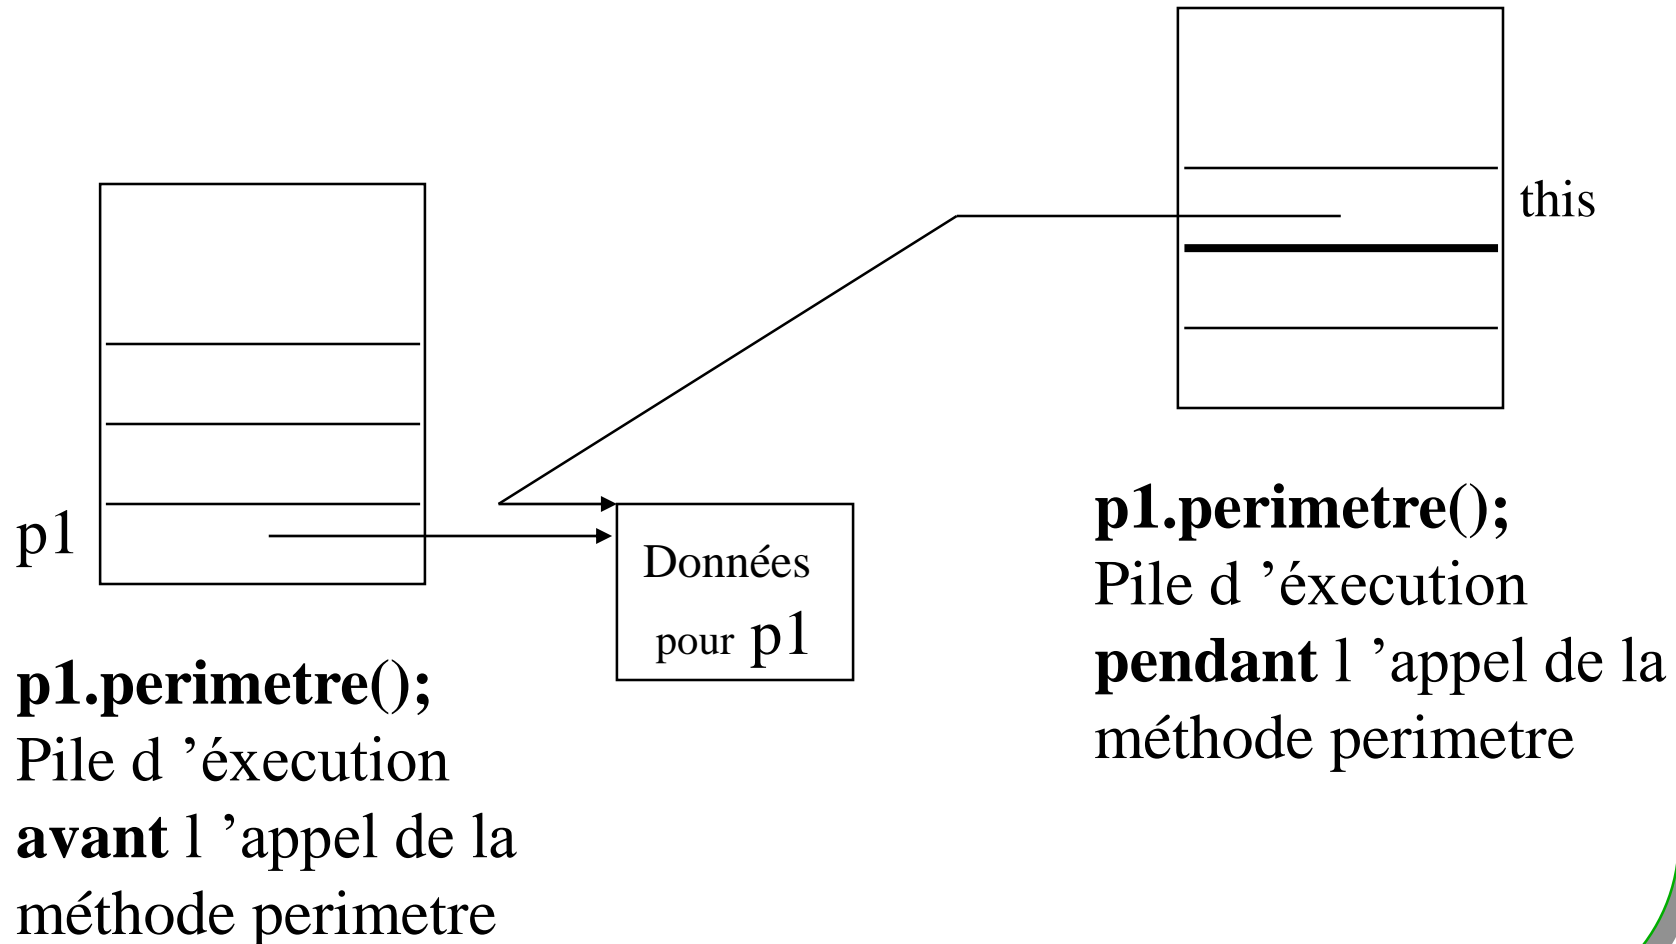 this
p1
Données
pour p1
p1.perimetre();
Pile d ’éxecution
avant l ’appel de la
méthode perimetre
p1.perimetre();
Pile d ’éxecution
pendant l ’appel de la
méthode perimetre